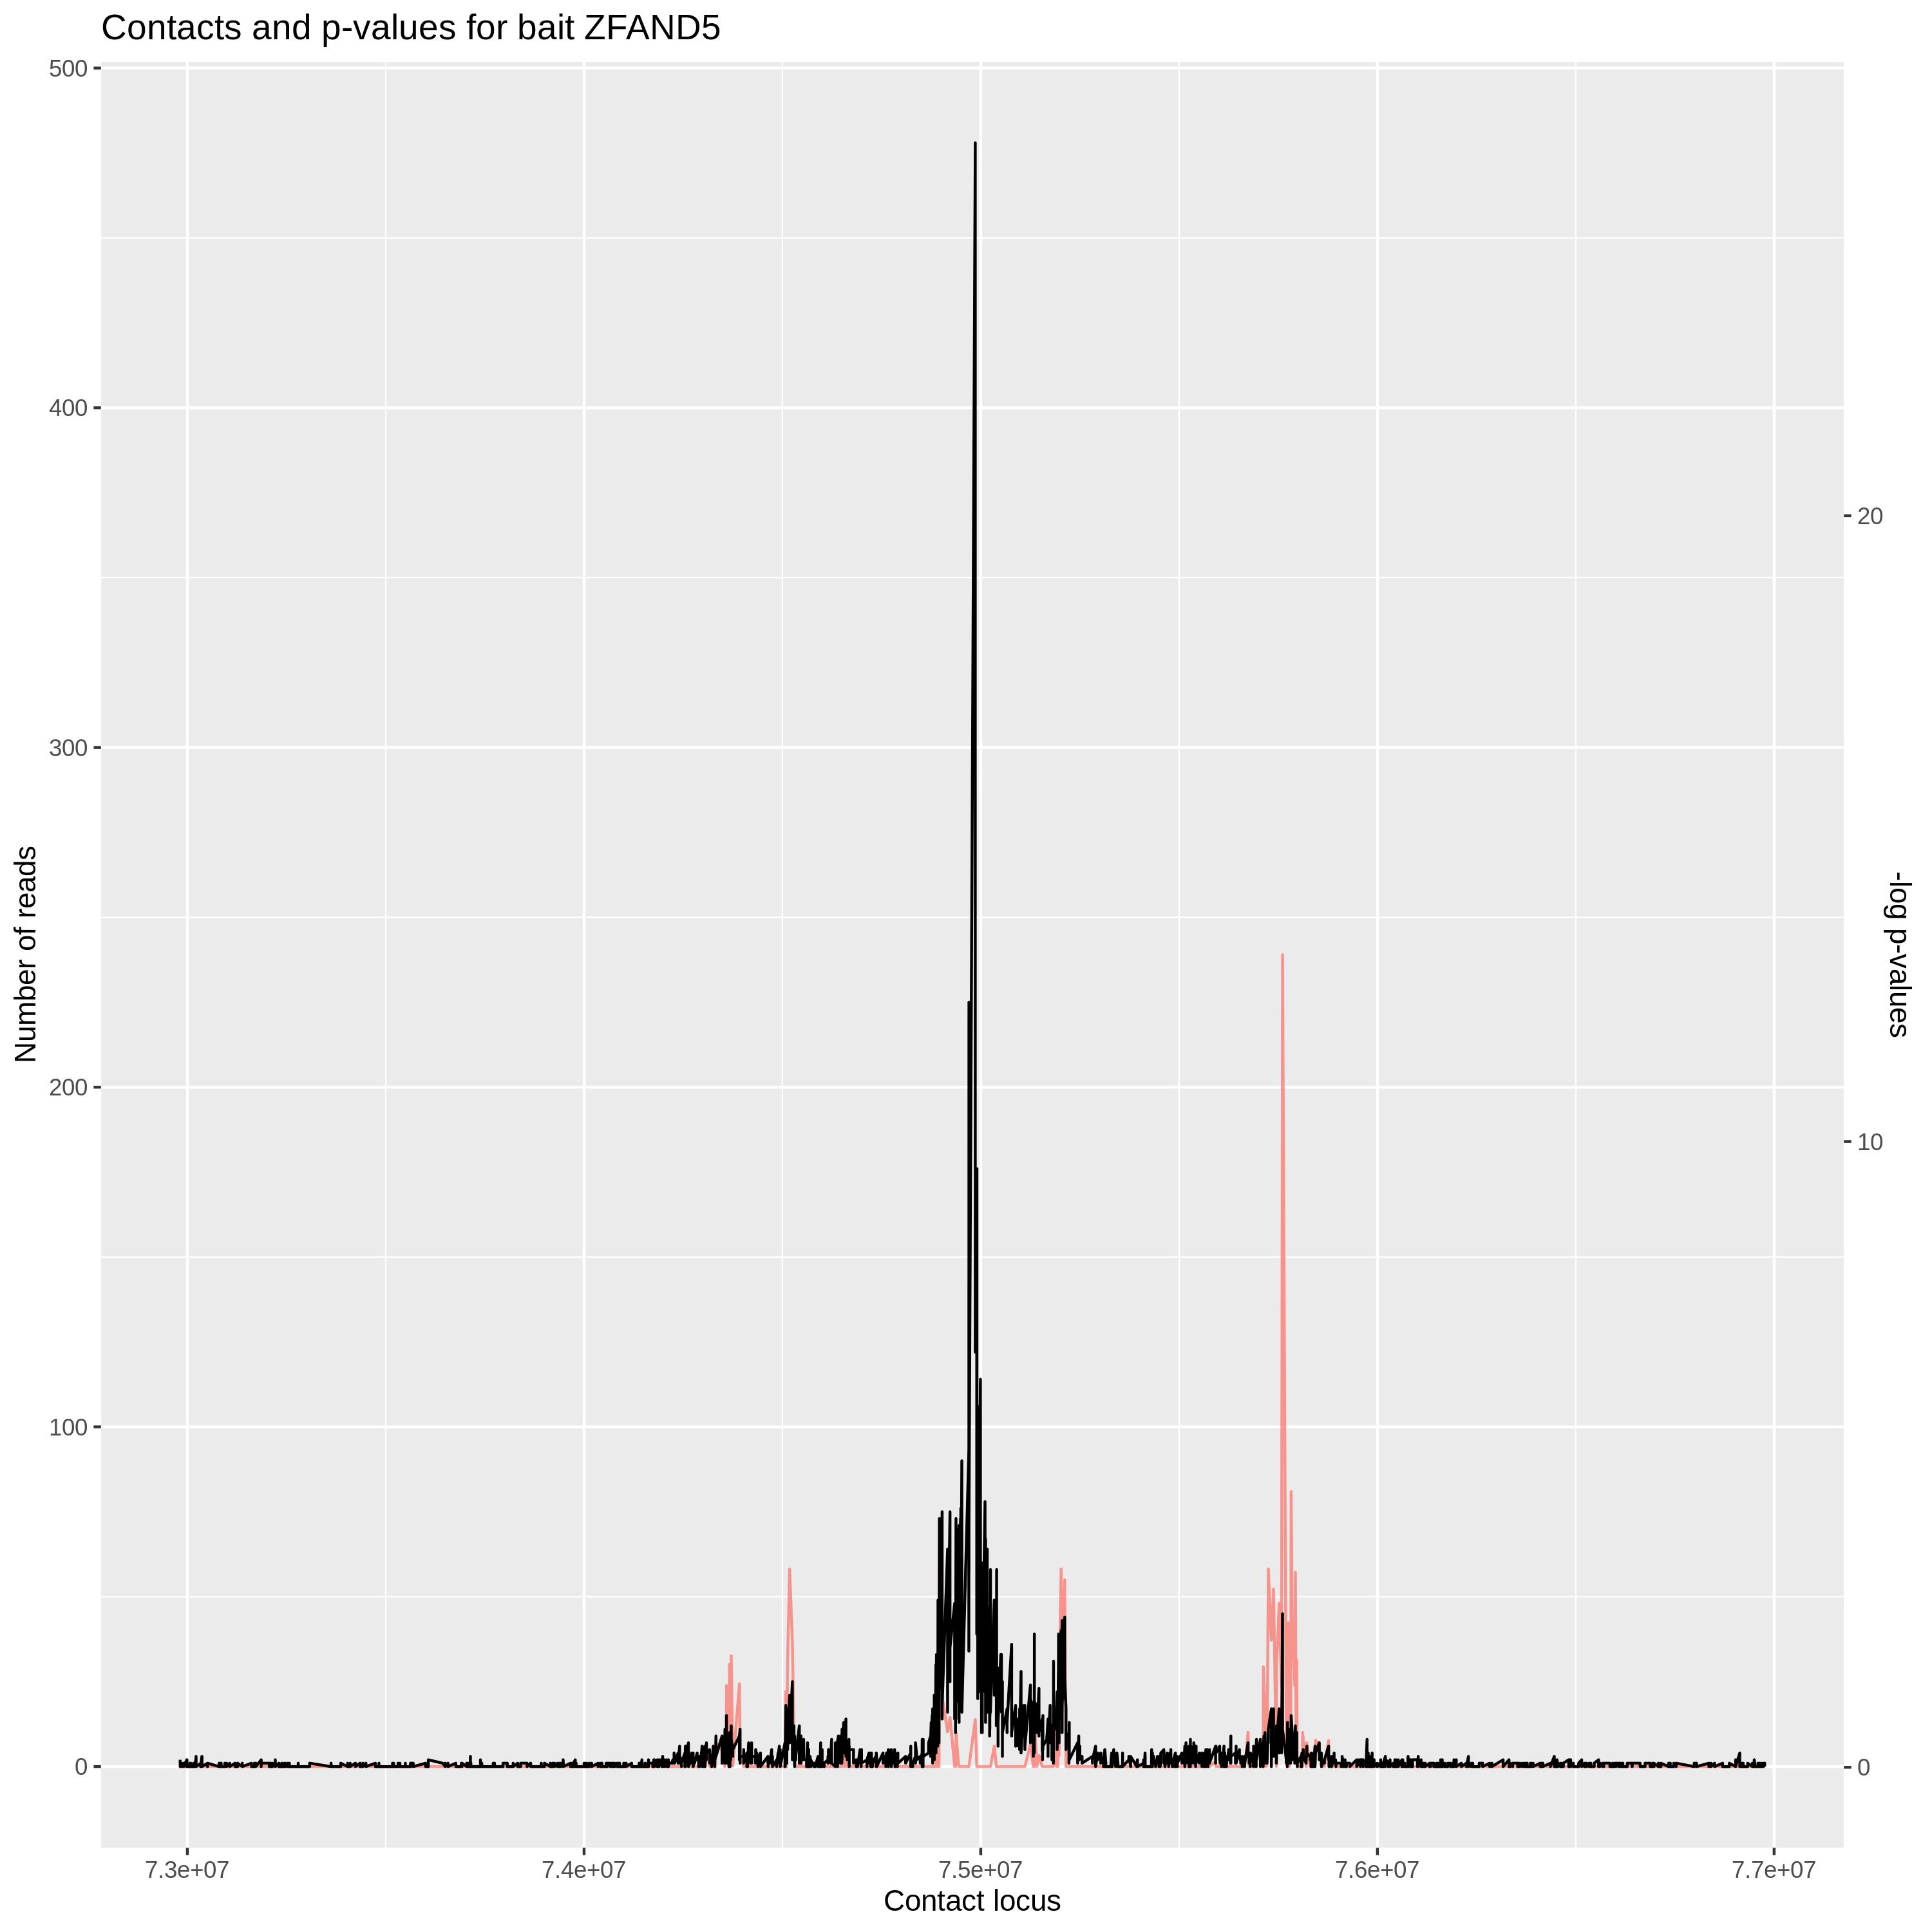 Contacts and p-values for bait ZFAND5
500
400
300
200
100
0
Number of reads
20
10
0
-log p-values
7.3e+07
7.4e+07
7.5e+07
7.6e+07
7.7e+07
Contact locus